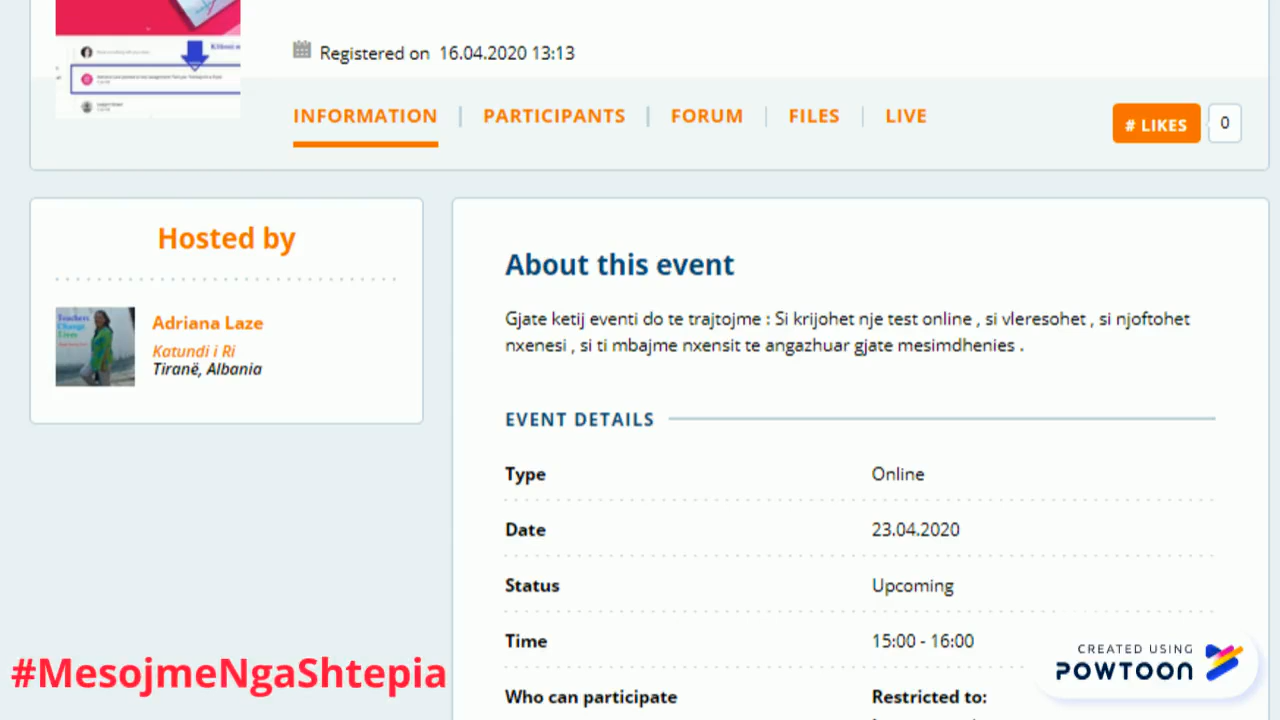 Registered on 16.04.2020 13:13
INFORMATION
PARTICIPANTS
FORUM
FILES
LIVE
# LIKES
0
Hosted by
Teachers
Change
Lives
Adriana Laze
Katundi i Ri
Tiranë, Albania
About this event
Gjate ketij eventi do te trajtojme : Si krijohet nje test online , si vleresohet , si njoftohet
nxenesi , si ti mbajme nxensit te angazhuar gjate mesimdhenies .
EVENT DETAILS
Type Online
Date 23.04.2020
Status Upcoming
Time 15:00 - 16:00
Who can participate Restricted to:
#MesojmeNgaShtepia
CREATED USING
POWTOON